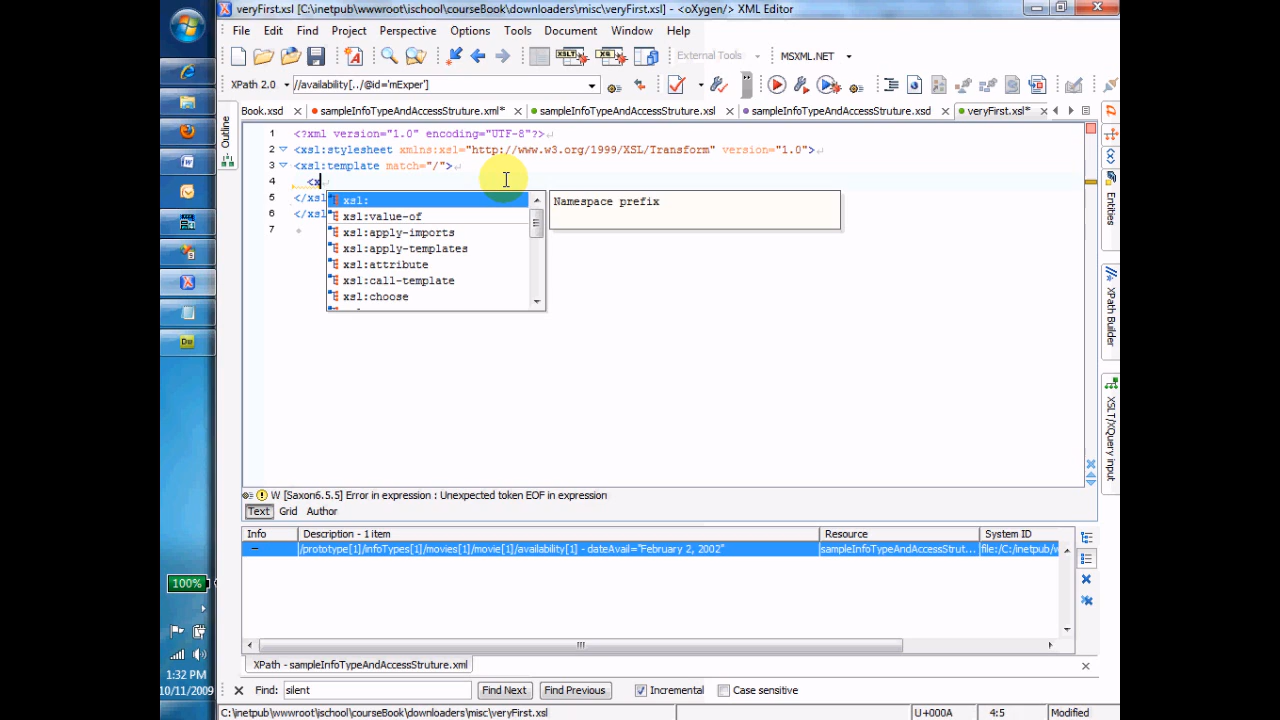 veryFirst.xsl [C:\inetpub\wwwroot\ischool\courseBook\downloaders\misc\veryFirst.xsl] - <oXygen/> XML Editor
File Edit Find Project Perspective Options Tools Document Window Help
External Tools MSXML.NET
XPath 2.0 //availability[../@Id='mExper']
Book.xsd sampleInfoTypeAndAccessStruture.xml* sampleInfoTypeAndAccessStruture.xsl sampleInfoTypeAndAccessStruture.xsd veryFirst.xsl*
Outline
1 <?xml version="1.0" encoding="UTF-8"?>
2 <xsl:stylesheet xmlns:xsl="http://www.w3.org/1999/XSL/Transform" version="1.0">
3 <xsl:template match="/">
4 <x
5 </xsl
6 </xsl
7
xsl:
xsl:value-of
xsl:apply-imports
xsl:apply-templates
xsl:attribute
xsl:call-template
xsl:choose
Namespace prefix
Entities
XPath Builder
XSLT/XQuery input
W [Saxon6.5.5] Error in expression : Unexpected token EOF in expression
Text Grid Author
Info Description - 1 item Resource System ID
/prototype[1]/infoTypes[1]/movies[1]/movie[1]/availability[1] - dateAvail="February 2, 2002" sampleInfoTypeAndAccessStrut... file:/C:/inetpub/w
XPath - sampleInfoTypeAndAccessStruture.xml
Find: silent Find Next Find Previous Incremental Case sensitive
C:\inetpub\wwwroot\ischool\courseBook\downloaders\misc\veryFirst.xsl U+000A 4:5 Modified
Dw
100%
1:32 PM
10/11/2009